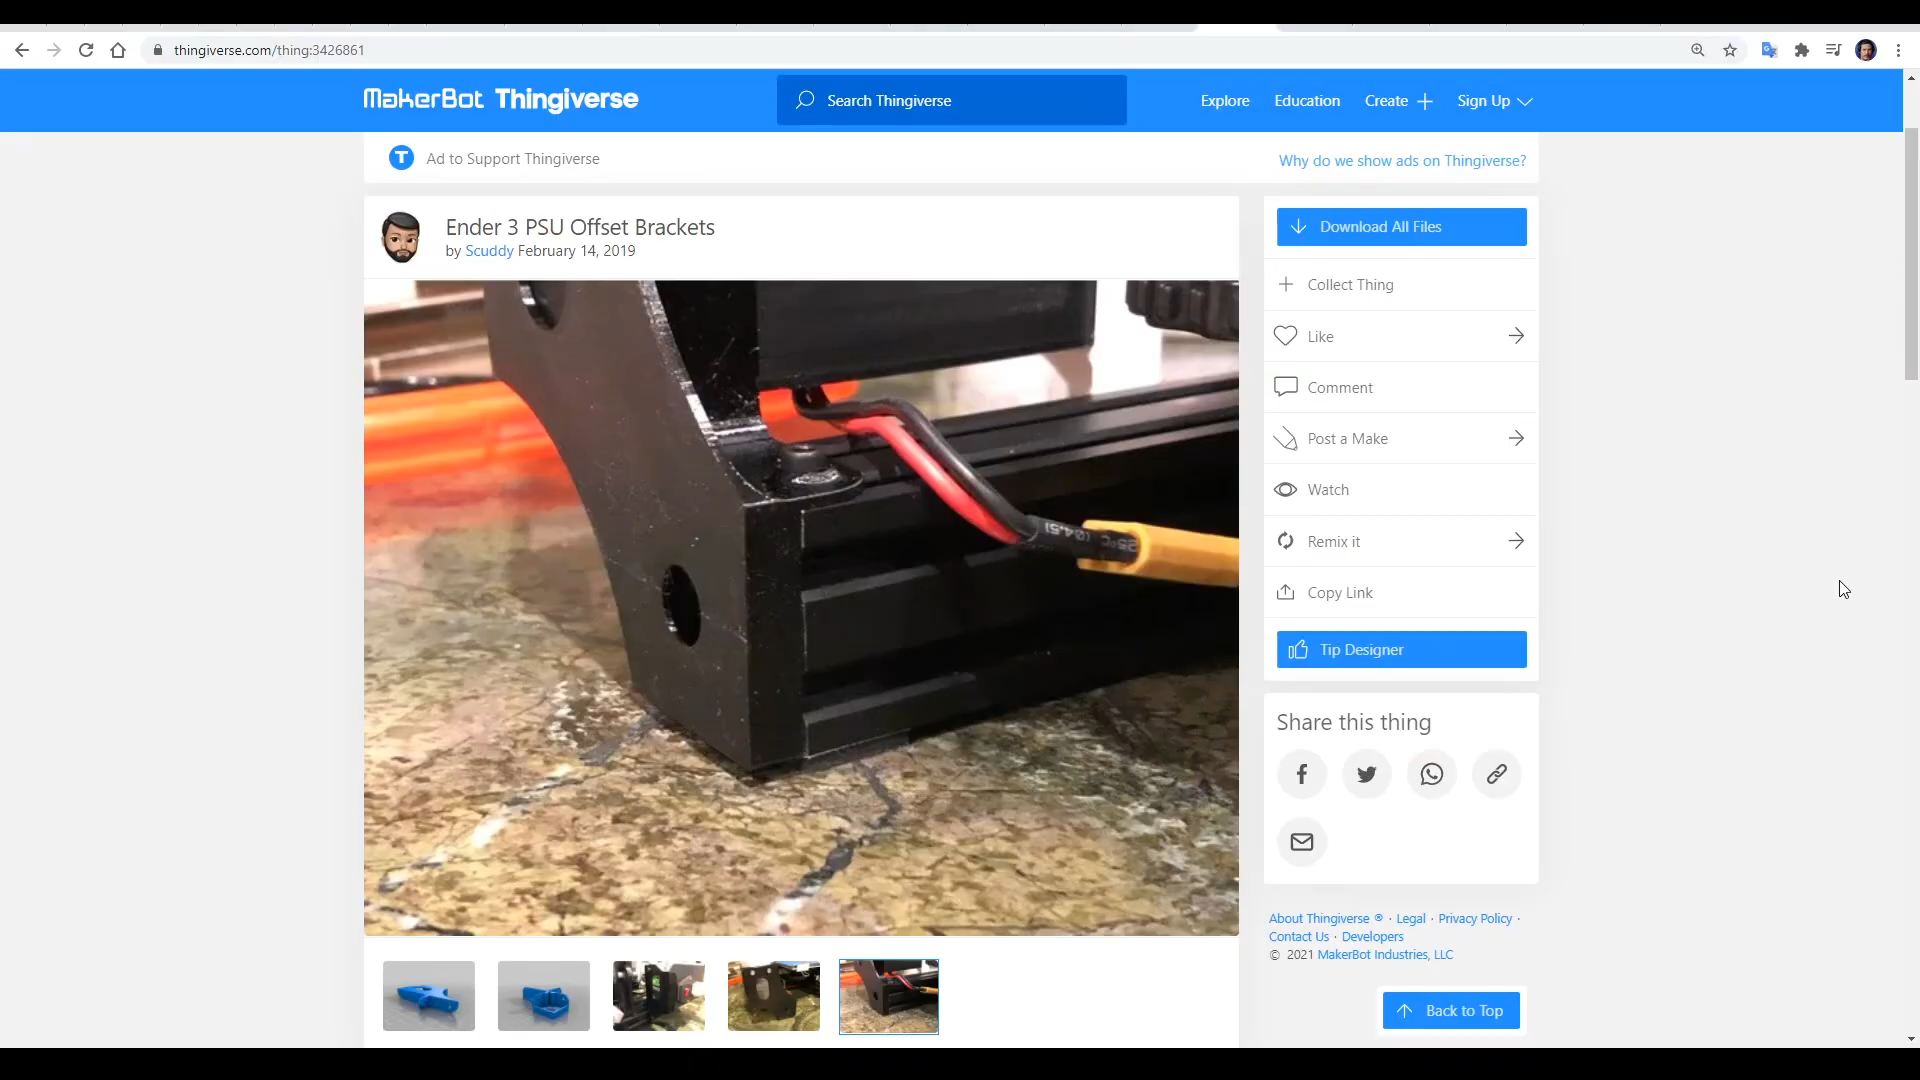 thingiverse.com/thing:3426861
MakerBot Thingiverse
Search Thingiverse
Explore
Education
Create
Sign Up
T
Ad to Support Thingiverse
Why do we show ads on Thingiverse?
Ender 3 PSU Offset Brackets
by Scuddy February 14, 2019
Download All Files
Collect Thing
Like
Comment
Post a Make
Watch
Remix it
Copy Link
Tip Designer
Share this thing
About Thingiverse ® · Legal · Privacy Policy ·
Contact Us · Developers
© 2021 MakerBot Industries, LLC
Back to Top